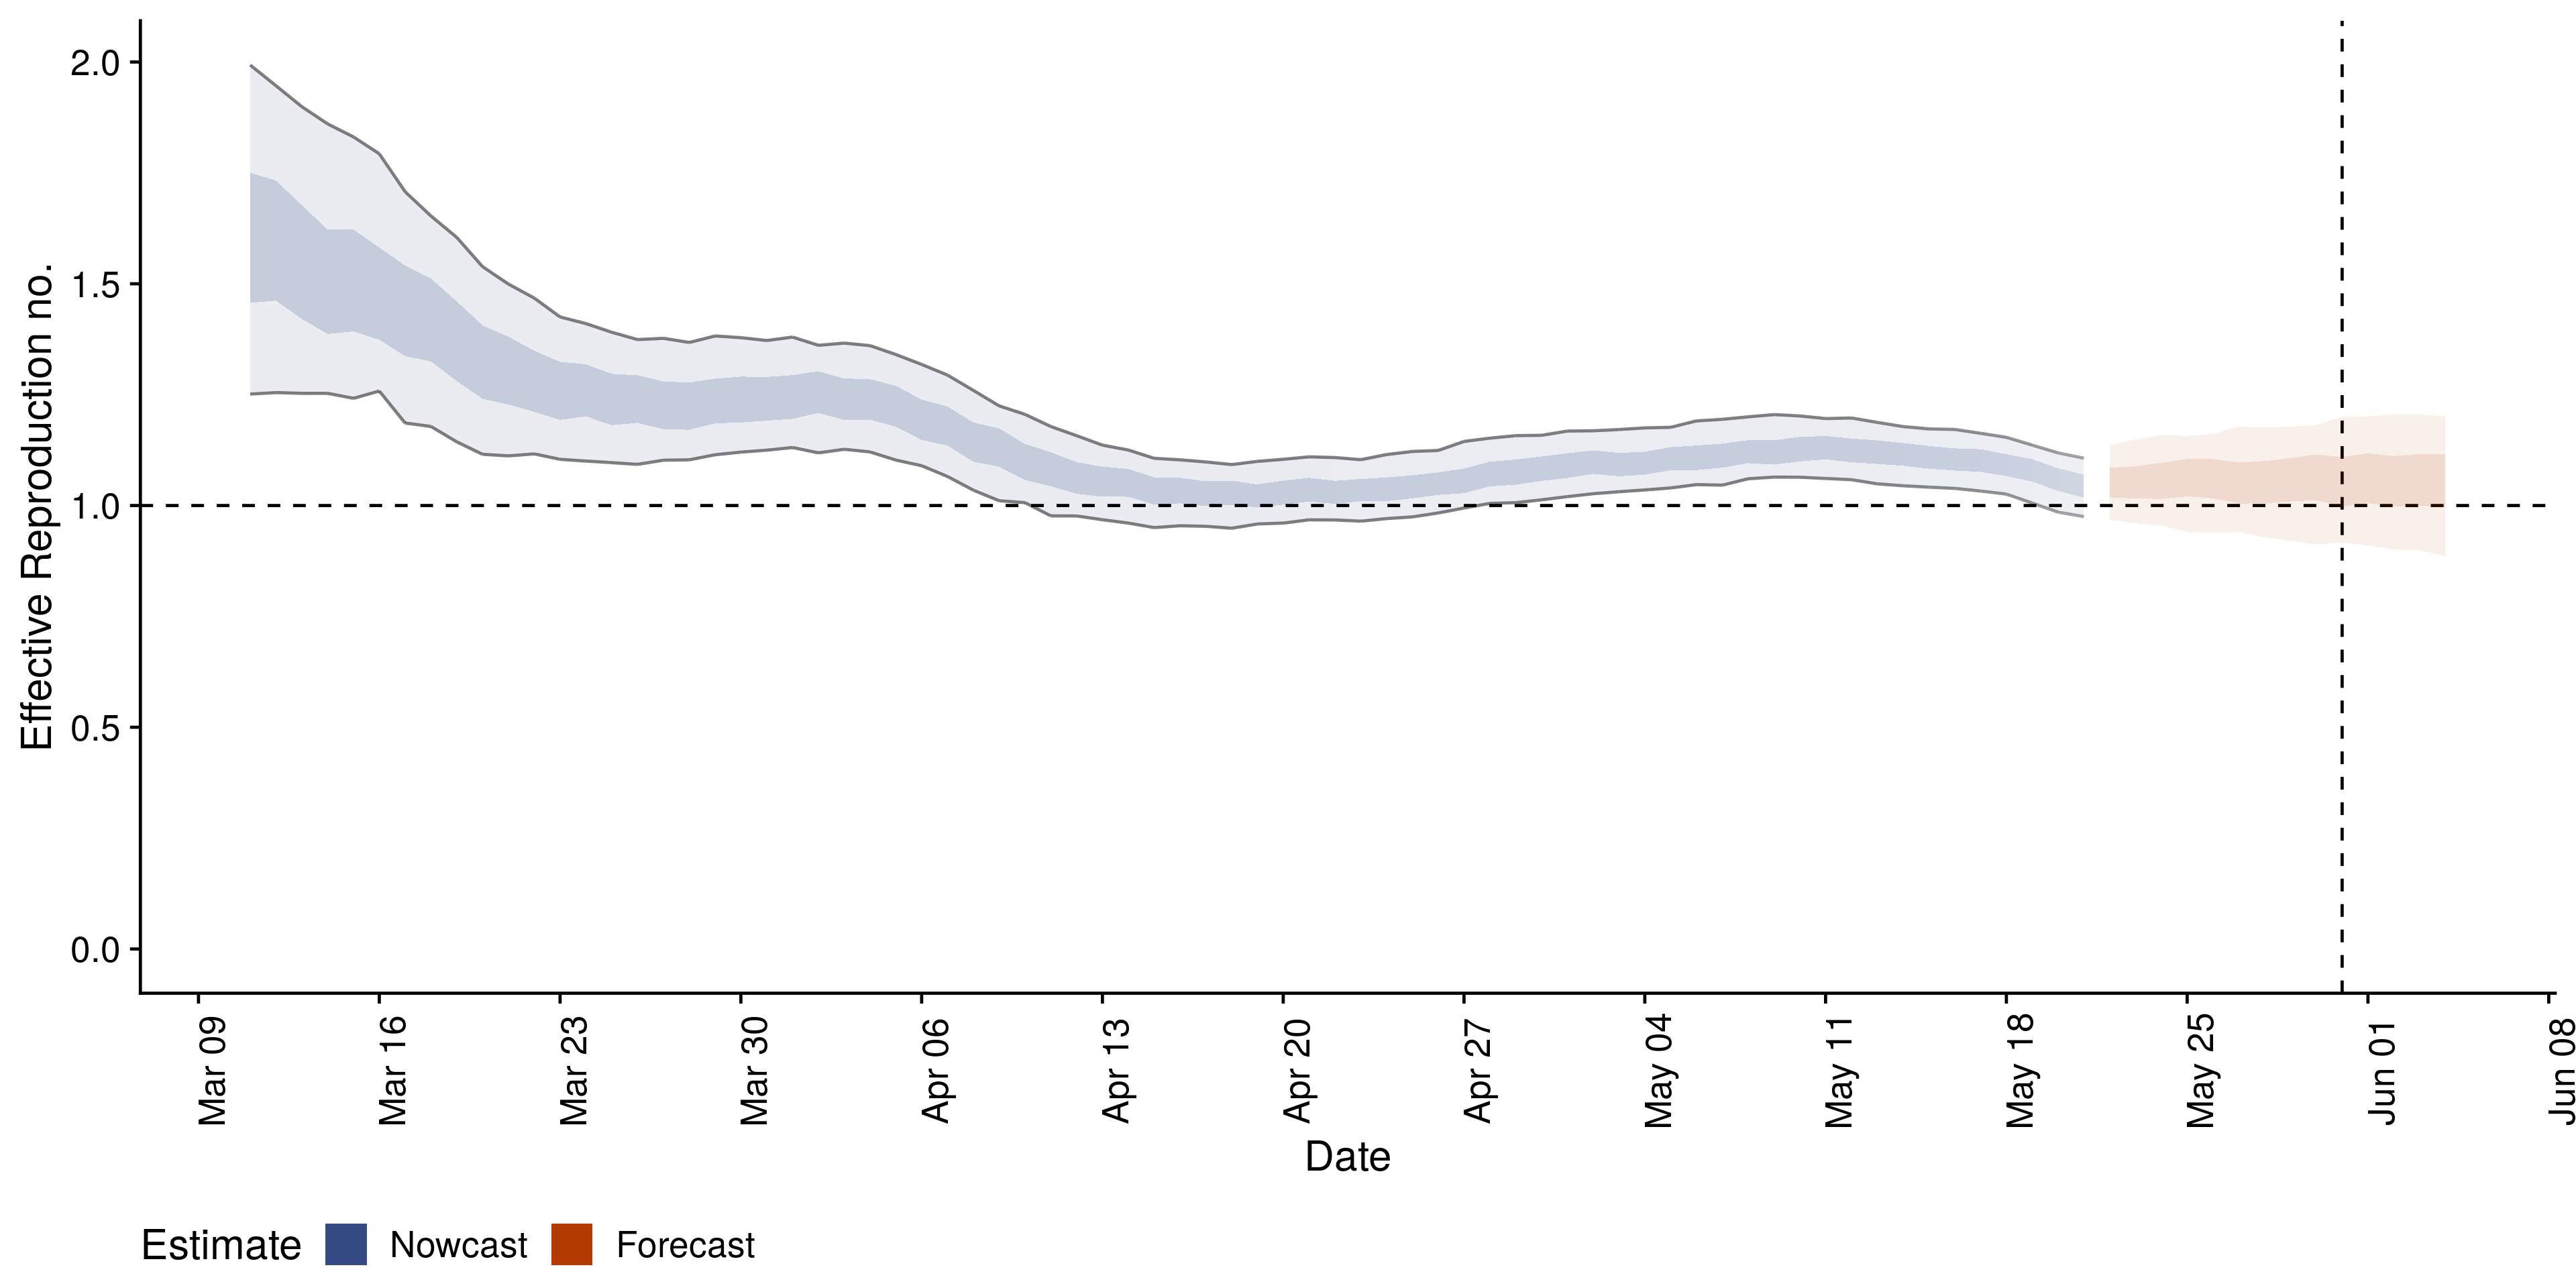 Effective Reproduction no.
2.0
1.5
1.0
0.5
0.0
Mar 09
Mar 16
Mar 23
Mar 30
Apr 06
Apr 13
Apr 20
Apr 27
May 04
May 11
May 18
May 25
Jun 01
Jun 08
Date
Estimate Nowcast Forecast